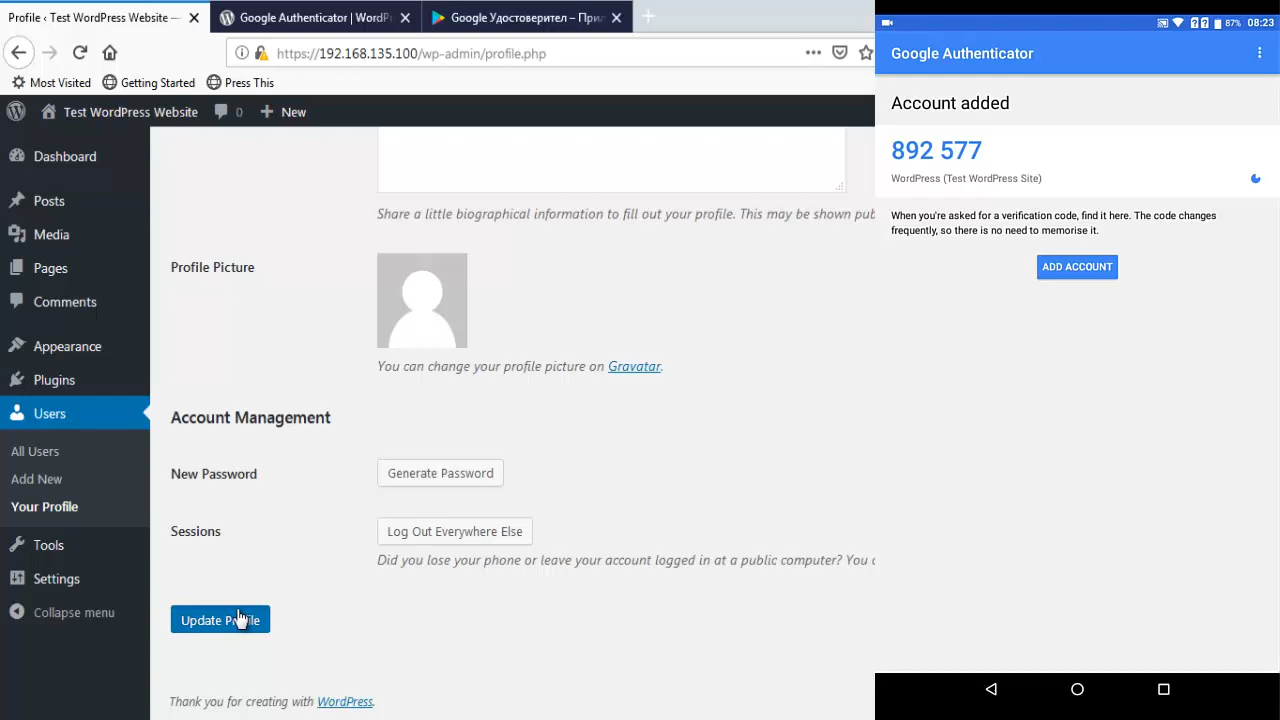 Profile ‹ Test WordPress Website —
Google Authenticator | WordP
Google Удостоверител – При
https://192.168.135.100/wp-admin/profile.php
Most Visited
Getting Started
Press This
Test WordPress Website
0
New
Dashboard
Posts
Media
Pages
Comments
Appearance
Plugins
Users
All Users
Add New
Your Profile
Tools
Settings
Collapse menu
Share a little biographical information to fill out your profile. This may be shown pub
Profile Picture
You can change your profile picture on Gravatar.
Account Management
New Password
Generate Password
Sessions
Log Out Everywhere Else
Did you lose your phone or leave your account logged in at a public computer? You c
Update Profile
Thank you for creating with WordPress.
87% 08:23
Google Authenticator
Account added
892 577
WordPress (Test WordPress Site)
When you're asked for a verification code, find it here. The code changes
frequently, so there is no need to memorise it.
ADD ACCOUNT